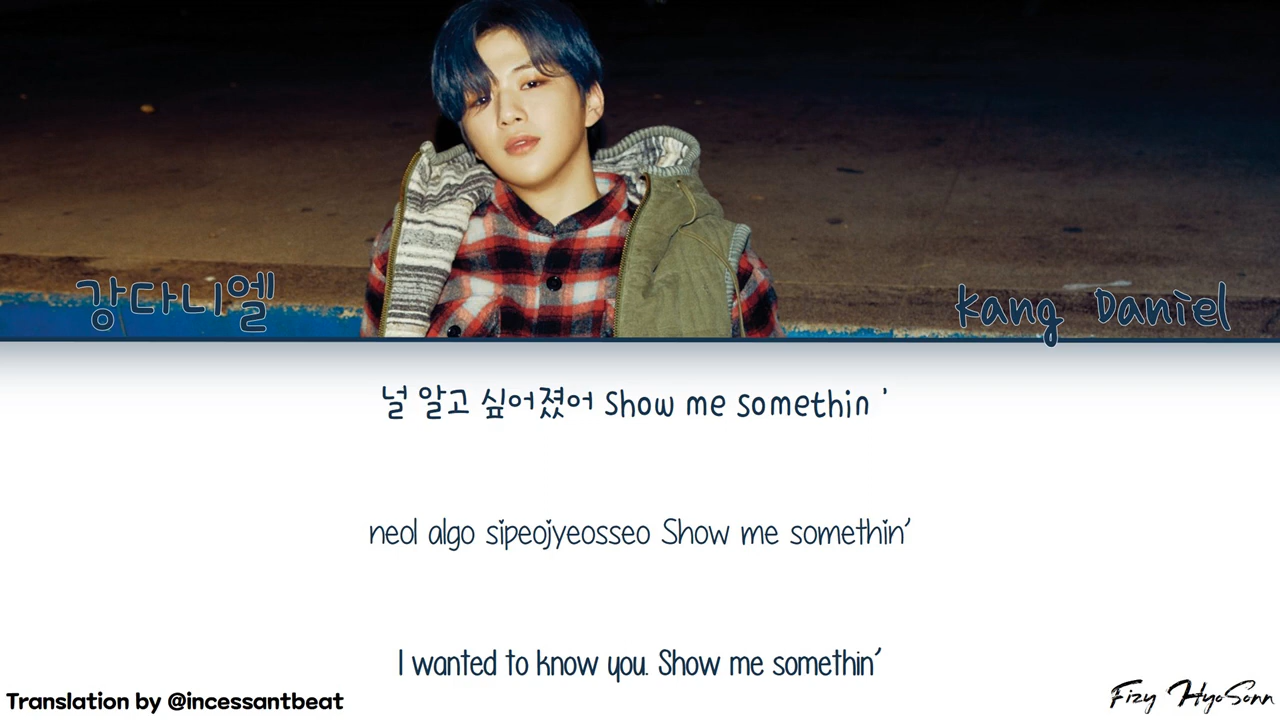 강다니엘
Kang Daniel
널 알고 싶어졌어 Show me somethin '
neol algo sipeojyeosseo Show me somethin’
I wanted to know you. Show me somethin’
Translation by @incessantbeat
Fizy HyoSonn